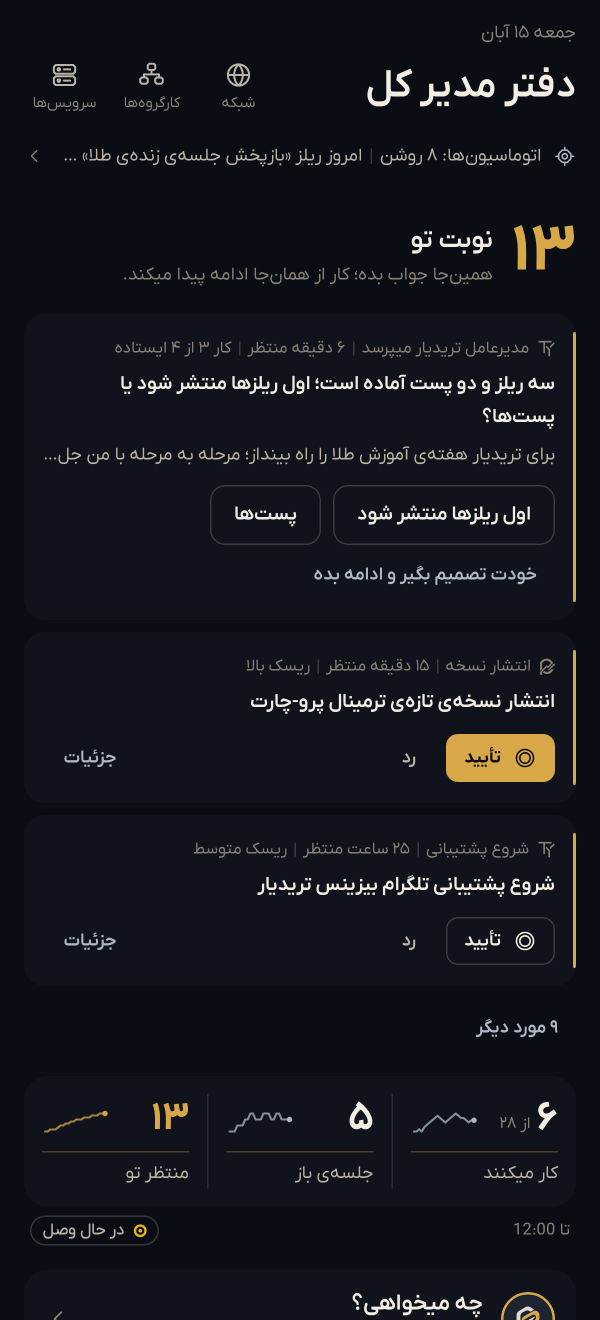 جمعه ۱۵ آبان
دفتر مدیر کل
شبکه
کارگروه‌ها
سرویس‌ها
اتوماسیون‌ها: ۸ روشن | امروز ریلز «بازپخش جلسه‌ی زنده‌ی طلا» ...
۱۳
نوبت تو
همین‌جا جواب بده؛ کار از همان‌جا ادامه پیدا میکند.
مدیرعامل تریدیار میپرسد | ۶ دقیقه منتظر | کار ۳ از ۴ ایستاده
سه ریلز و دو پست آماده است؛ اول ریلزها منتشر شود یا
پست‌ها؟
برای تریدیار هفته‌ی آموزش طلا را راه بینداز؛ مرحله به مرحله با من جل...
اول ریلزها منتشر شود
پست‌ها
خودت تصمیم بگیر و ادامه بده
انتشار نسخه | ۱۵ دقیقه منتظر | ریسک بالا
انتشار نسخه‌ی تازه‌ی ترمینال پرو-چارت
تأیید
رد
جزئیات
شروع پشتیبانی | ۲۵ ساعت منتظر | ریسک متوسط
شروع پشتیبانی تلگرام بیزینس تریدیار
تأیید
رد
جزئیات
۹ مورد دیگر
۶ از ۲۸
کار میکنند
۵
جلسه‌ی باز
۱۳
منتظر تو
تا 12:00
در حال وصل
چه میخواهی؟